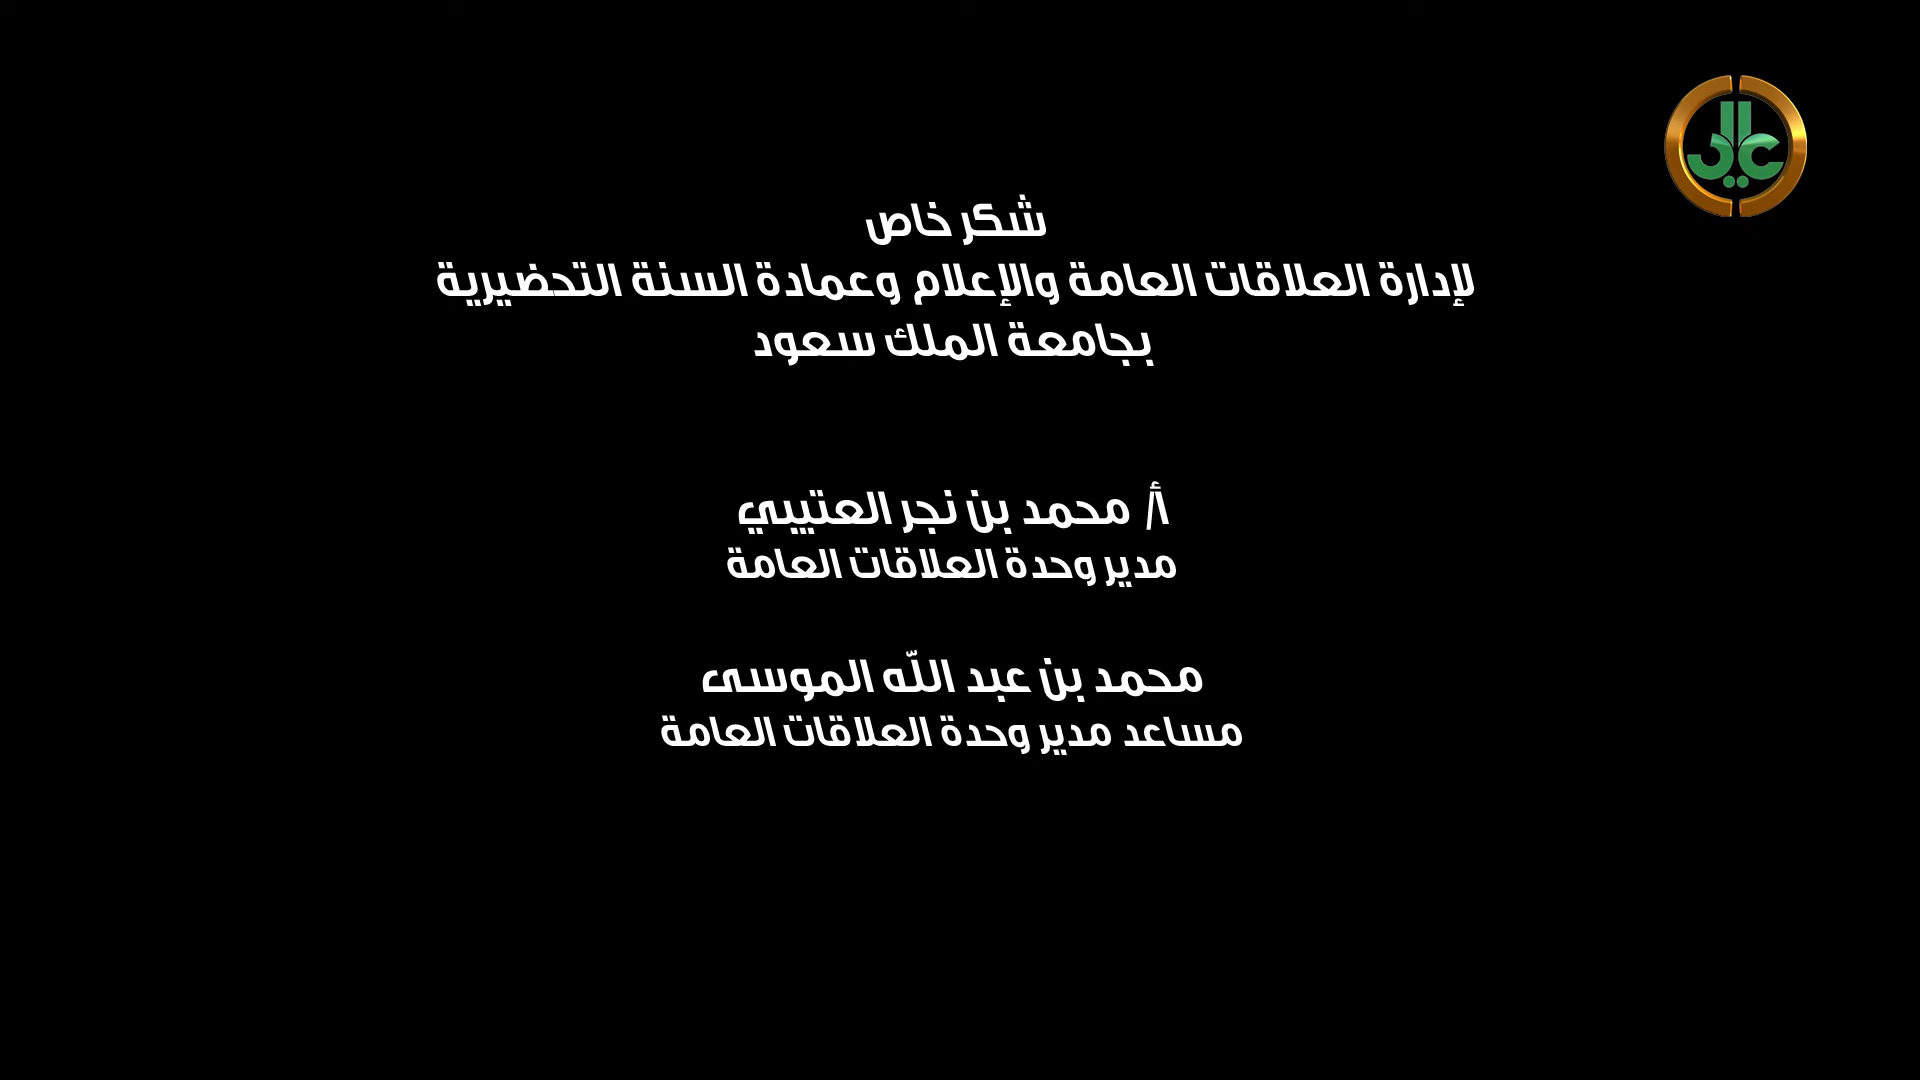 شكر خاص
لإدارة العلاقات العامة والإعلام وعمادة السنة التحضيرية
بجامعة الملك سعود
أ/ محمد بن نجر العتيبي
مدير وحدة العلاقات العامة
محمد بن عبد الله الموسى
مساعد مدير وحدة العلاقات العامة